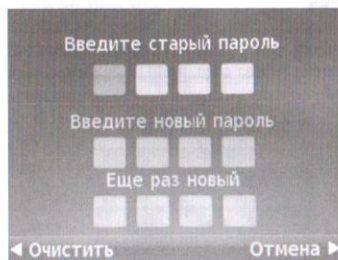 Введите старый пароль
Введите новый пароль
Еще раз новый
◄ Очистить Отмена ►